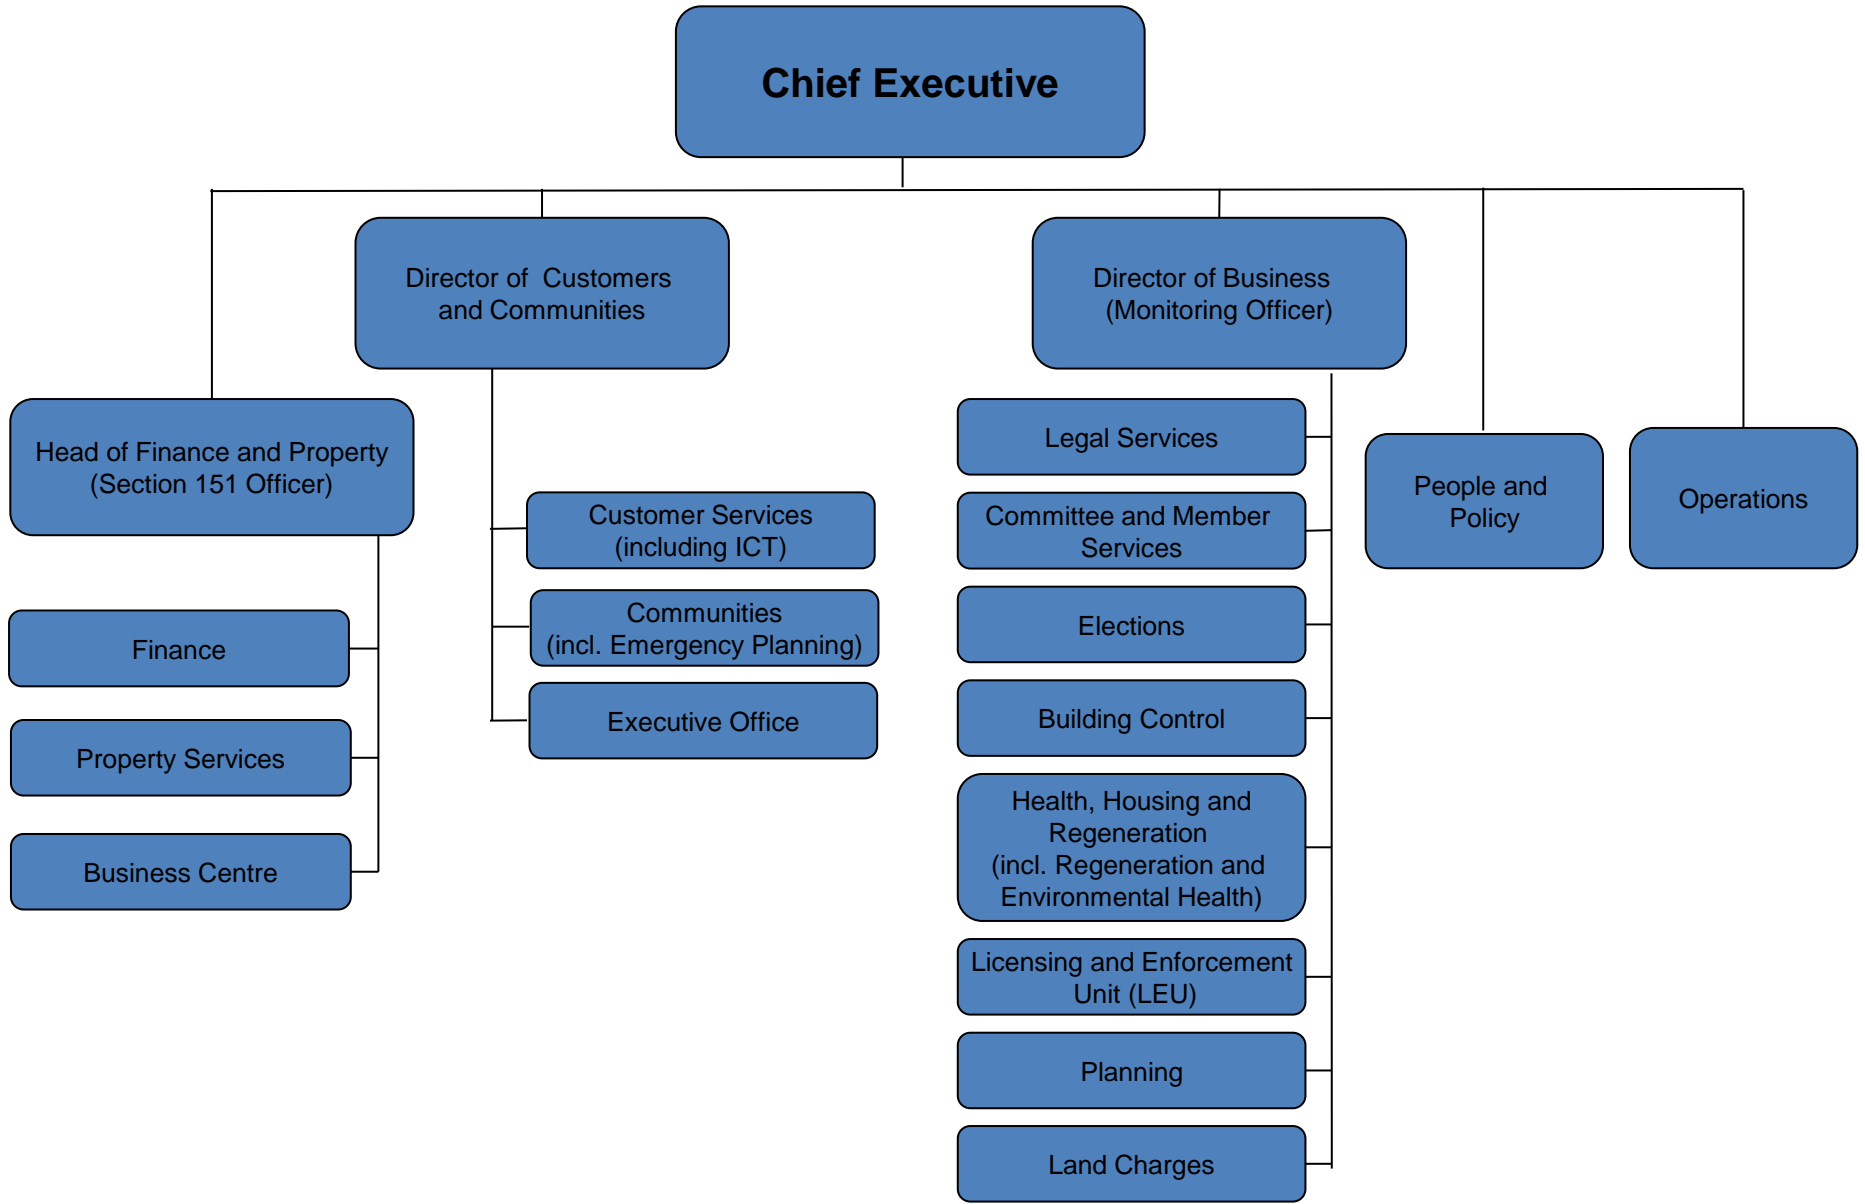 Chief Executive
Director of Customers
and Communities
Director of Business
(Monitoring Officer)
Head of Finance and Property
(Section 151 Officer)
People and
Policy
Operations
Finance
Property Services
Business Centre
Customer Services
(including ICT)
Communities
(incl. Emergency Planning)
Executive Office
Legal Services
Committee and Member
Services
Elections
Building Control
Health, Housing and
Regeneration
(incl. Regeneration and
Environmental Health)
Licensing and Enforcement
Unit (LEU)
Planning
Land Charges